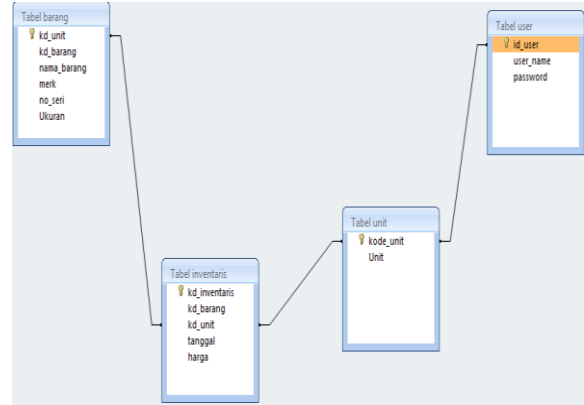 Tabel barang
kd_unit
kd_barang
nama_barang
merk
no_seri
Ukuran
Tabel user
id_user
user_name
password
Tabel unit
kode_unit
Unit
Tabel inventaris
kd_inventaris
kd_barang
kd_unit
tanggal
harga